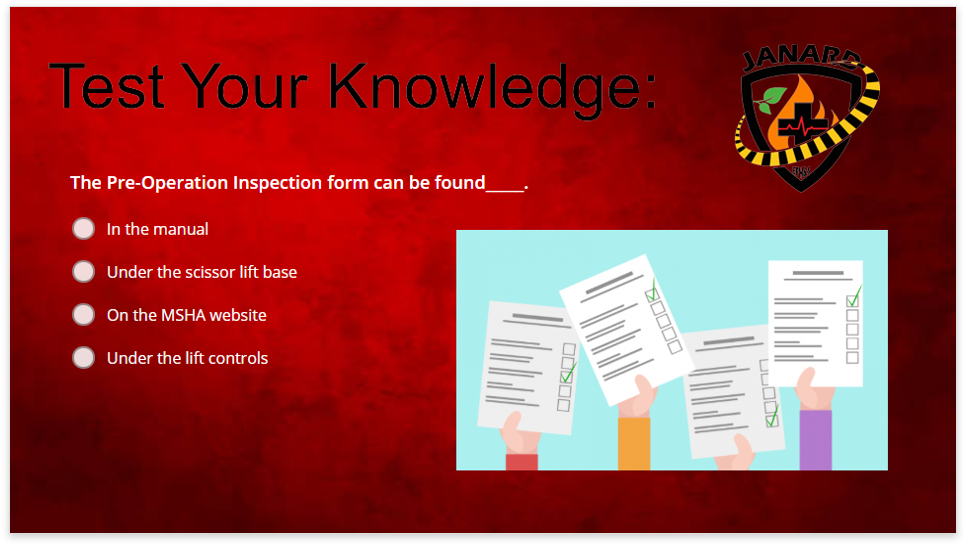 JANARD
Test Your Knowledge:
The Pre-Operation Inspection form can be found____.
In the manual
Under the scissor lift base
On the MSHA website
Under the lift controls